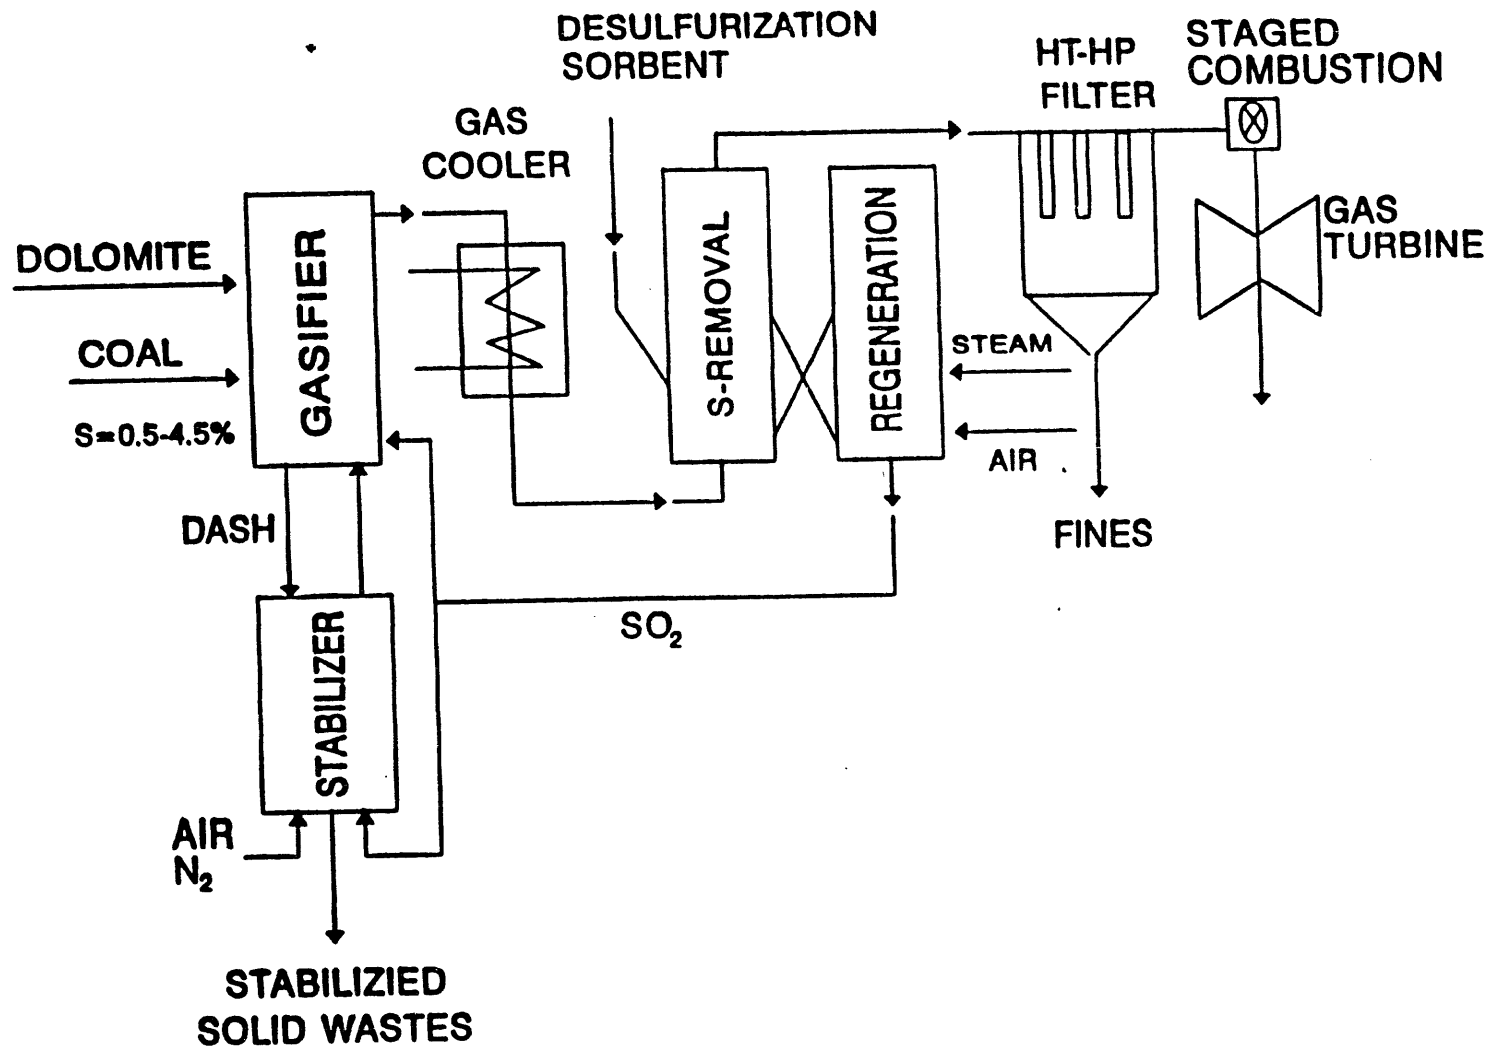 DESULFURIZATION
SORBENT
HT-HP
FILTER
STAGED
COMBUSTION
GAS
COOLER
GAS
TURBINE
DOLOMITE
COAL
S=0.5-4.5%
GASIFIER
S-REMOVAL
REGENERATION
STEAM
AIR
DASH
FINES
SO₂
STABILIZER
AIR
N₂
STABILIZIED
SOLID WASTES